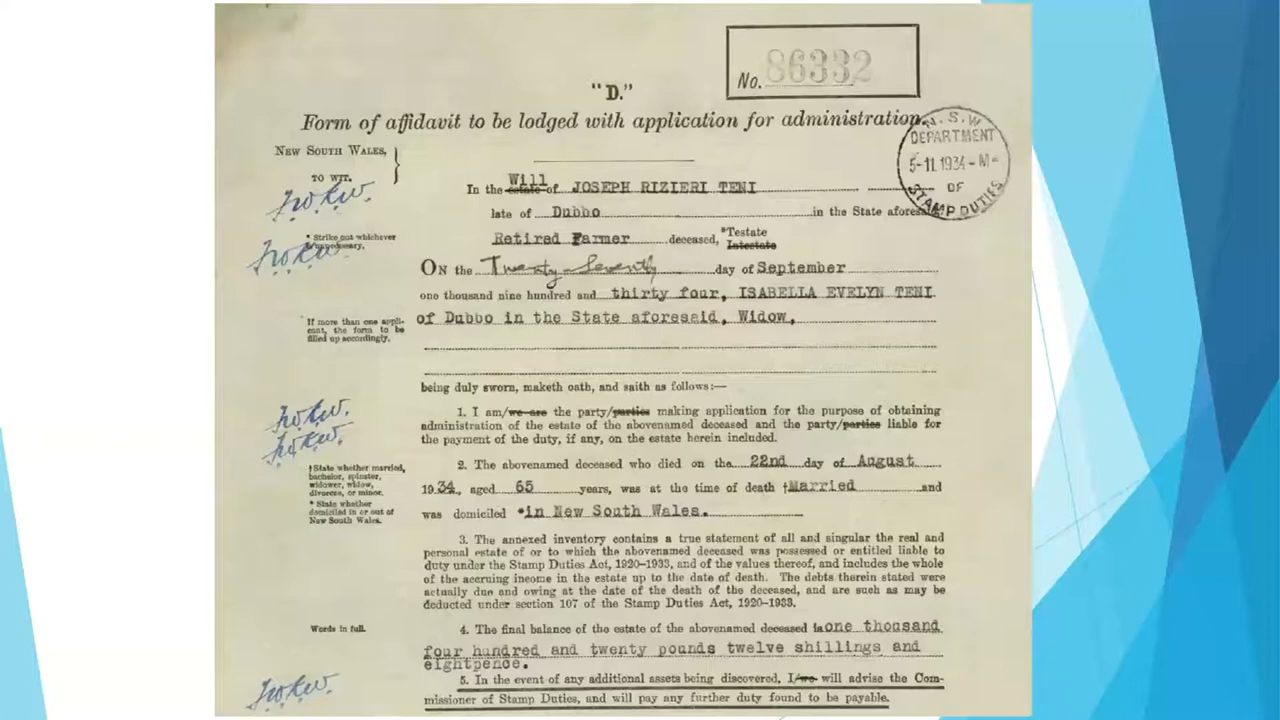 No. 86332
"D."
Form of affidavit to be lodged with application for administration.
N. S. W.
DEPARTMENT
5-11.1934-M-
OF
STAMP DUTIES
NEW SOUTH WALES,
TO WIT.
Will
In the estate of JOSEPH RIZIERI TENI
late of Dubbo in the State aforesaid
* Strike out whichever
is unnecessary.
Retired Farmer deceased, *Testate
Intestate
ON the Twenty-Seventh day of September
one thousand nine hundred and thirty four, ISABELLA EVELYN TENI
If more than one appli-
cant, the form to be
filled up accordingly.
of Dubbo in the State aforesaid, Widow,
being duly sworn, maketh oath, and saith as follows:—
1. I am/we are the party/parties making application for the purpose of obtaining
administration of the estate of the abovenamed deceased and the party/parties liable for
the payment of the duty, if any, on the estate herein included.
2. The abovenamed deceased who died on the 22nd day of August
†State whether married,
bachelor, spinster,
widower, widow,
divorcee, or minor.
* State whether
domiciled in or out of
New South Wales.
1934, aged 65 years, was at the time of death †Married and
was domiciled *in New South Wales.
3. The annexed inventory contains a true statement of all and singular the real and
personal estate of or to which the abovenamed deceased was possessed or entitled liable to
duty under the Stamp Duties Act, 1920-1933, and of the values thereof, and includes the whole
of the accruing income in the estate up to the date of death. The debts therein stated were
actually due and owing at the date of the death of the deceased, and are such as may be
deducted under section 107 of the Stamp Duties Act, 1920-1933.
Words in full.
4. The final balance of the estate of the abovenamed deceased is one thousand
four hundred and twenty pounds twelve shillings and
eightpence.
5. In the event of any additional assets being discovered, I/we will advise the Com-
missioner of Stamp Duties, and will pay any further duty found to be payable.